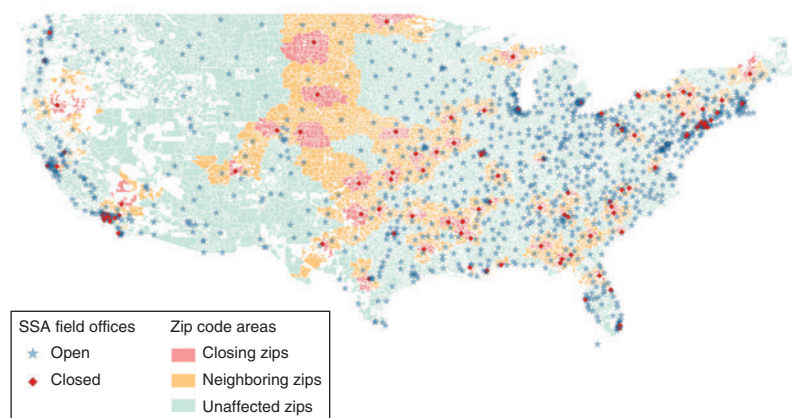 SSA field offices
Open
Closed
Zip code areas
Closing zips
Neighboring zips
Unaffected zips